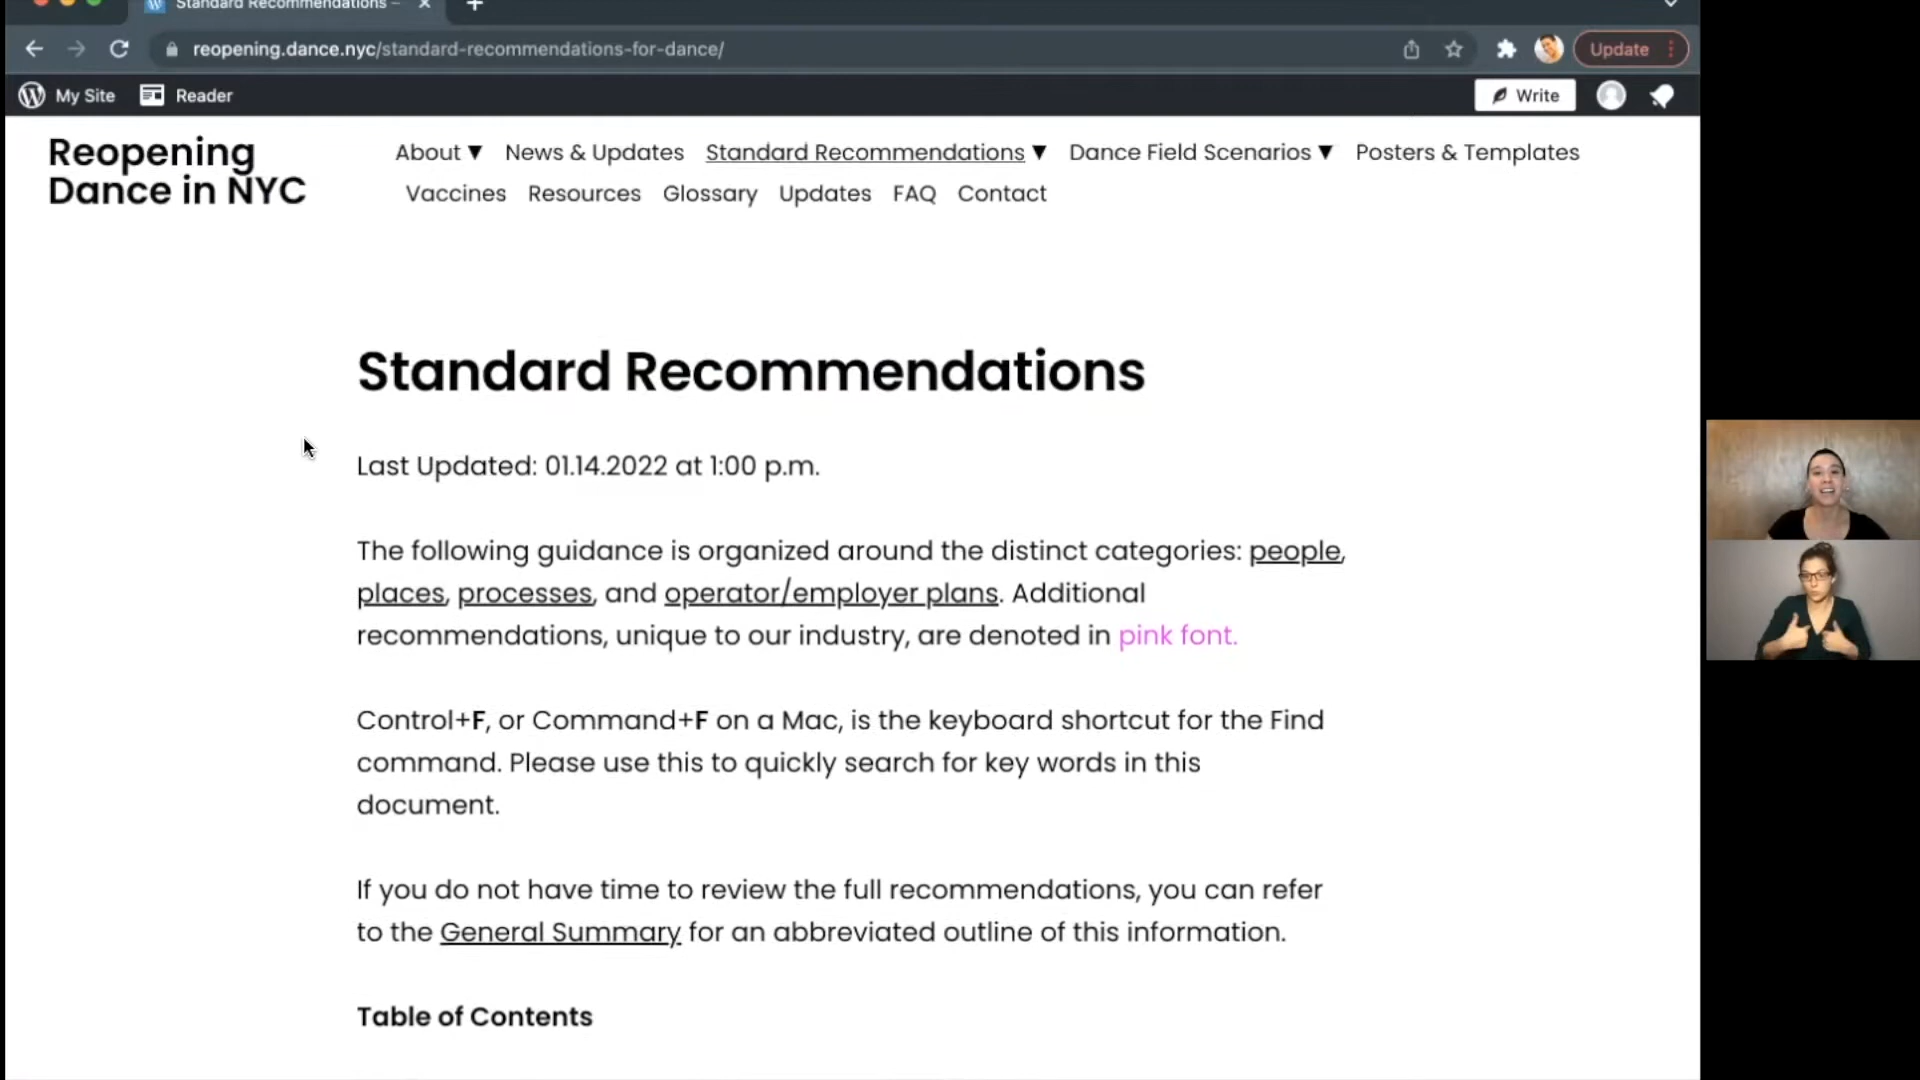 Standard Recommendations –
reopening.dance.nyc/standard-recommendations-for-dance/
Update
My Site
Reader
Write
Reopening
Dance in NYC
About ▼ News & Updates Standard Recommendations ▼ Dance Field Scenarios ▼ Posters & Templates
Vaccines Resources Glossary Updates FAQ Contact
Standard Recommendations
Last Updated: 01.14.2022 at 1:00 p.m.
The following guidance is organized around the distinct categories: people,
places, processes, and operator/employer plans. Additional
recommendations, unique to our industry, are denoted in pink font.
Control+F, or Command+F on a Mac, is the keyboard shortcut for the Find
command. Please use this to quickly search for key words in this
document.
If you do not have time to review the full recommendations, you can refer
to the General Summary for an abbreviated outline of this information.
Table of Contents